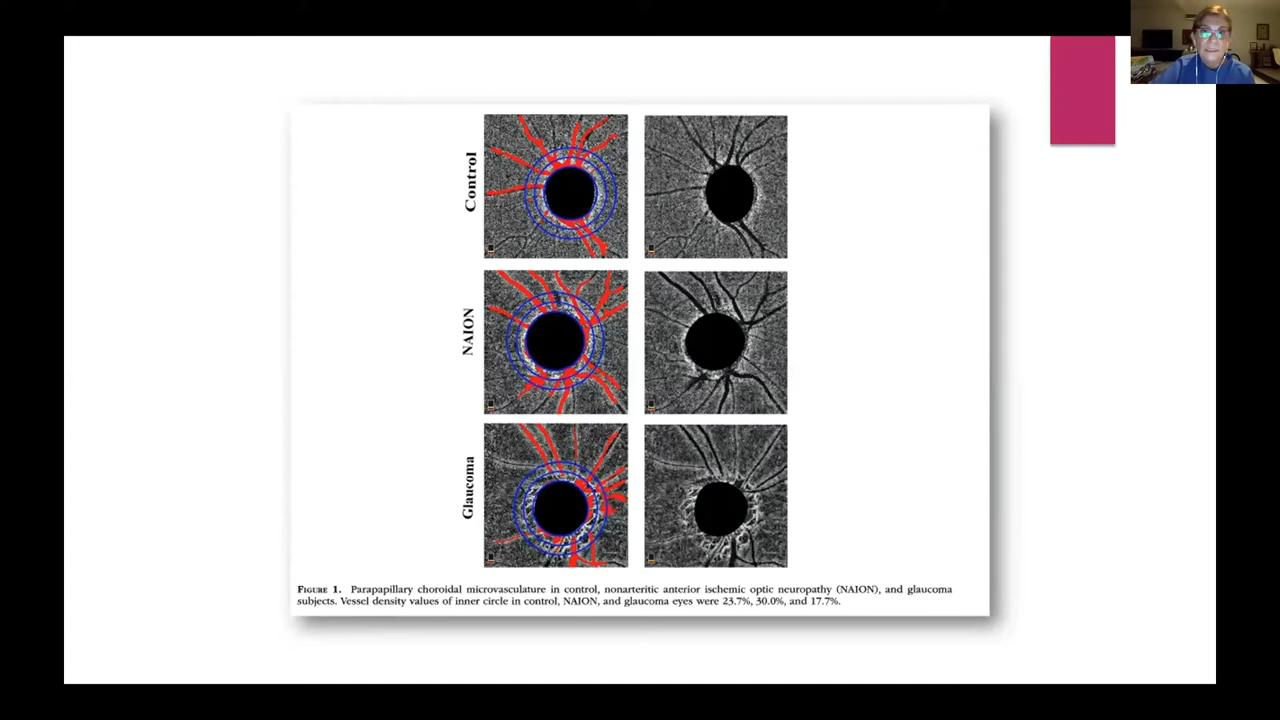 Control
NAION
Glaucoma
FIGURE 1. Parapapillary choroidal microvasculature in control, nonarteritic anterior ischemic optic neuropathy (NAION), and glaucoma
subjects. Vessel density values of inner circle in control, NAION, and glaucoma eyes were 23.7%, 30.0%, and 17.7%.